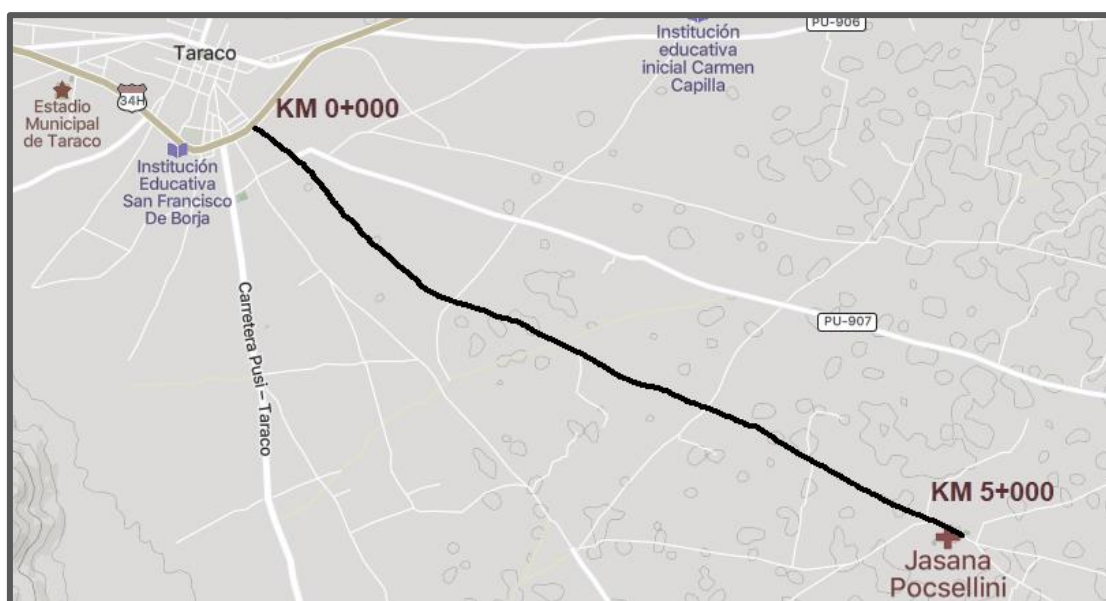 PU-906
Institución
educativa
inicial Carmen
Capilla
Taraco
34H
KM 0+000
Estadio
Municipal
de Taraco
Institución
Educativa
San Francisco
De Borja
Carretera Pusi – Taraco
PU-907
KM 5+000
Jasana
Pocsellini